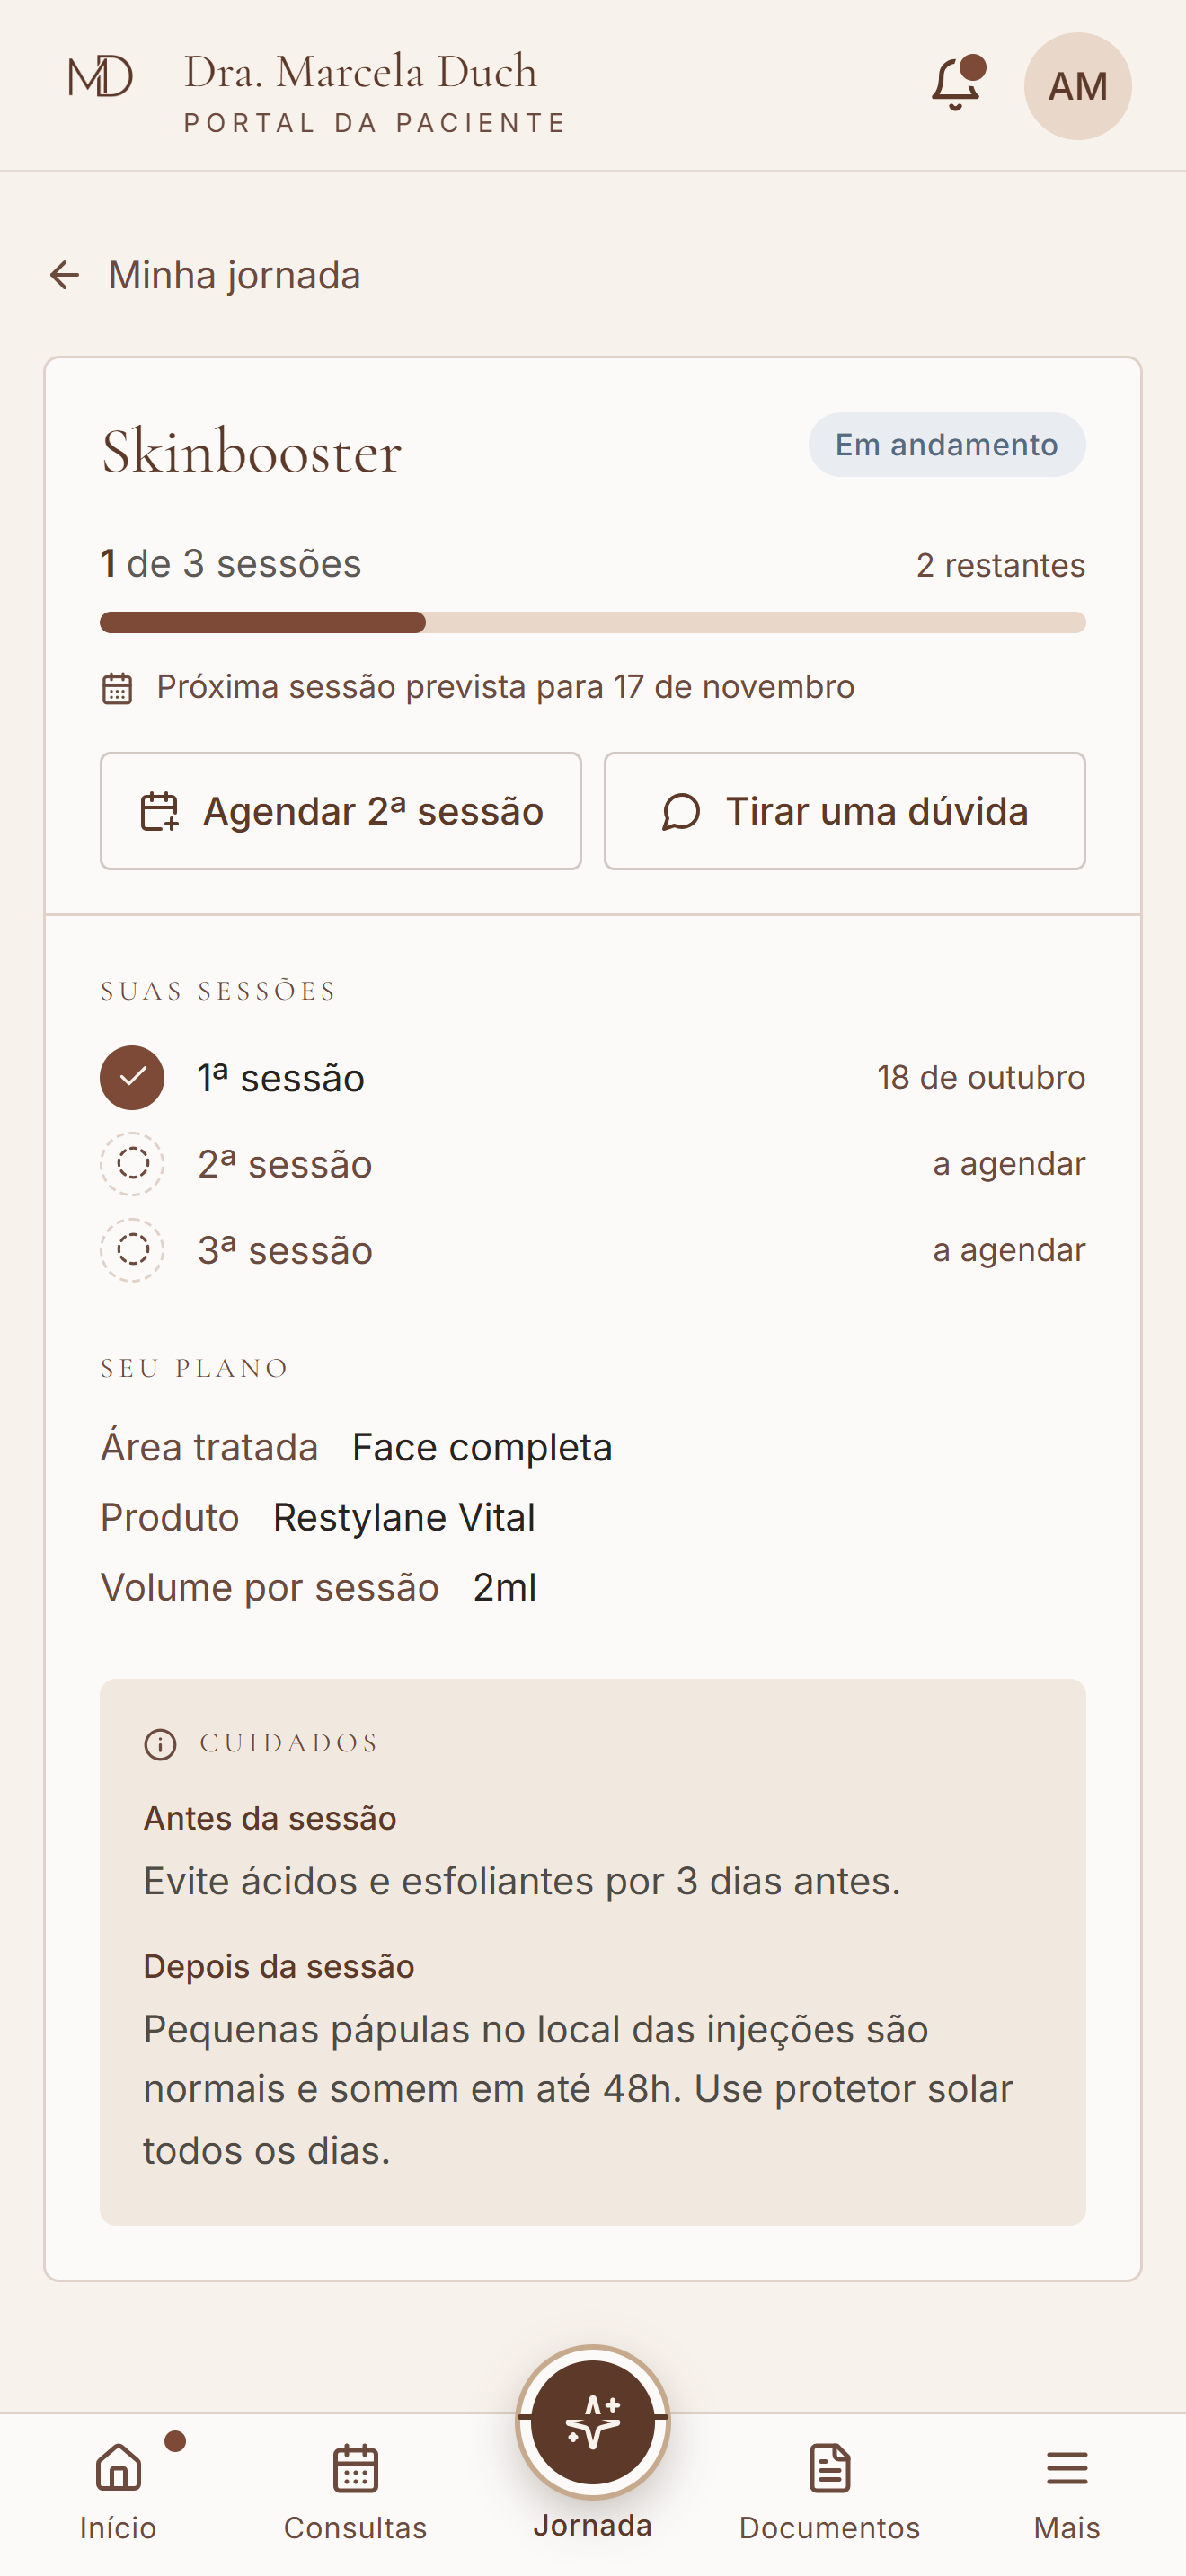 MD
Dra. Marcela Duch
PORTAL DA PACIENTE
AM
Minha jornada
Skinbooster
Em andamento
1 de 3 sessões
2 restantes
Próxima sessão prevista para 17 de novembro
Agendar 2ª sessão
Tirar uma dúvida
SUAS SESSÕES
1ª sessão
18 de outubro
2ª sessão
a agendar
3ª sessão
a agendar
SEU PLANO
Área tratada Face completa
Produto Restylane Vital
Volume por sessão 2ml
CUIDADOS
Antes da sessão
Evite ácidos e esfoliantes por 3 dias antes.
Depois da sessão
Pequenas pápulas no local das injeções são
normais e somem em até 48h. Use protetor solar
todos os dias.
Início
Consultas
Jornada
Documentos
Mais